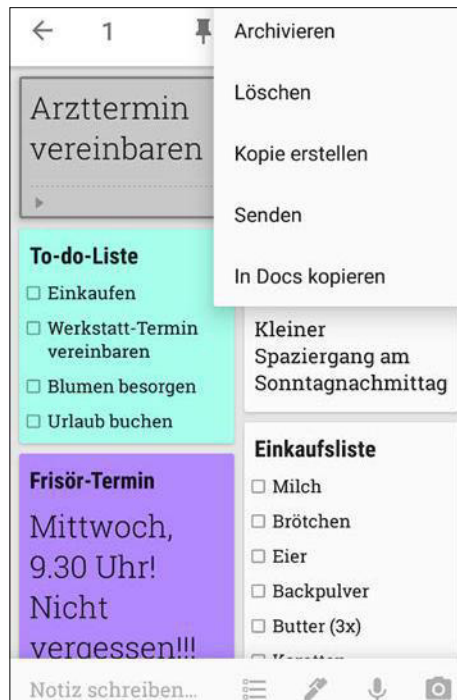 1
Archivieren
Löschen
Kopie erstellen
Senden
In Docs kopieren
Arzttermin
vereinbaren
To-do-Liste
Einkaufen
Werkstatt-Termin
vereinbaren
Blumen besorgen
Urlaub buchen
Frisör-Termin
Mittwoch,
9.30 Uhr!
Nicht
vergessen!!!
Kleiner
Spaziergang am
Sonntagnachmittag
Einkaufsliste
Milch
Brötchen
Eier
Backpulver
Butter (3x)
Notiz schreiben...